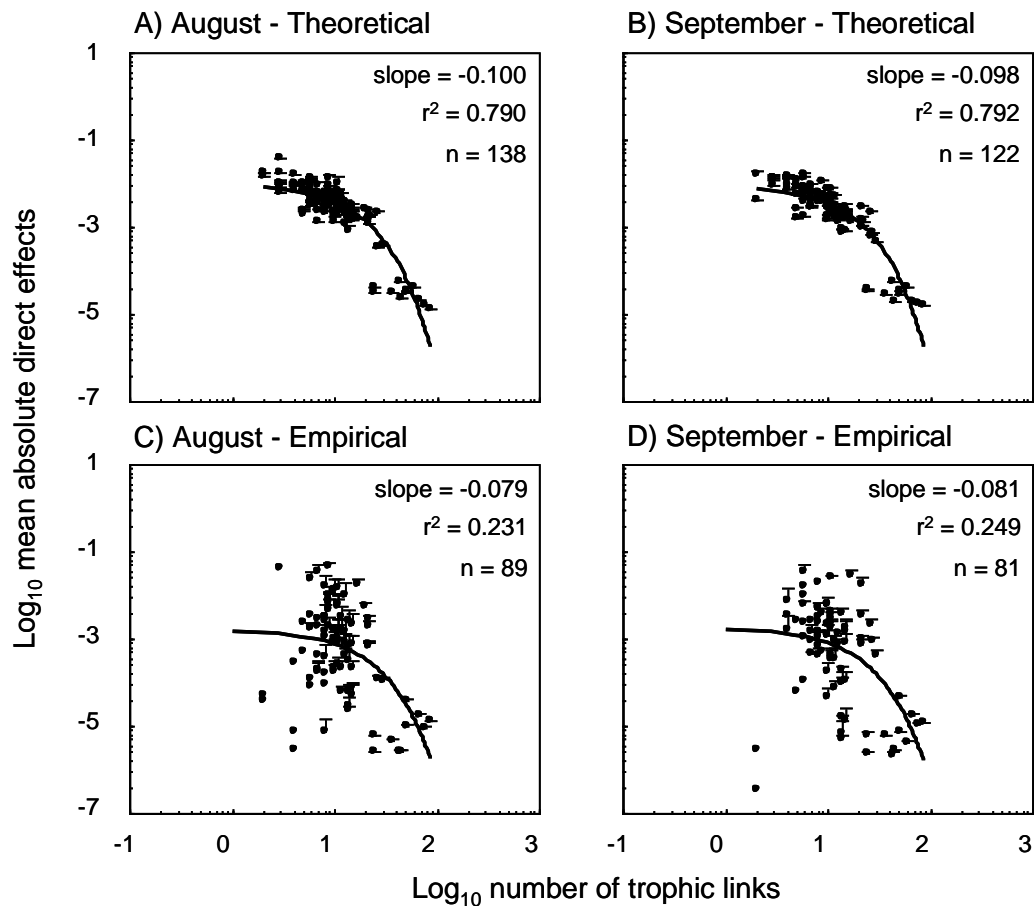 A) August - Theoretical
B) September - Theoretical
1
-1
-3
-5
-7
slope = -0.100
r² = 0.790
n = 138
slope = -0.098
r² = 0.792
n = 122
Log₁₀ mean absolute direct effects
C) August - Empirical
D) September - Empirical
1
-1
-3
-5
-7
slope = -0.079
r² = 0.231
n = 89
slope = -0.081
r² = 0.249
n = 81
-1 0 1 2 3
-1 0 1 2 3
Log₁₀ number of trophic links